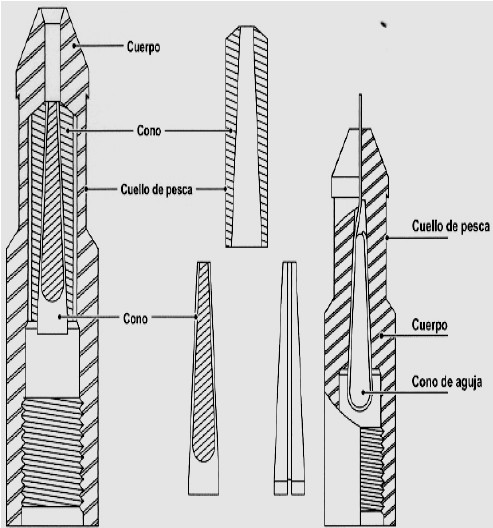 Cuerpo
Cono
Cuello de pesca
Cono
Cuello de pesca
Cuerpo
Cono de aguja